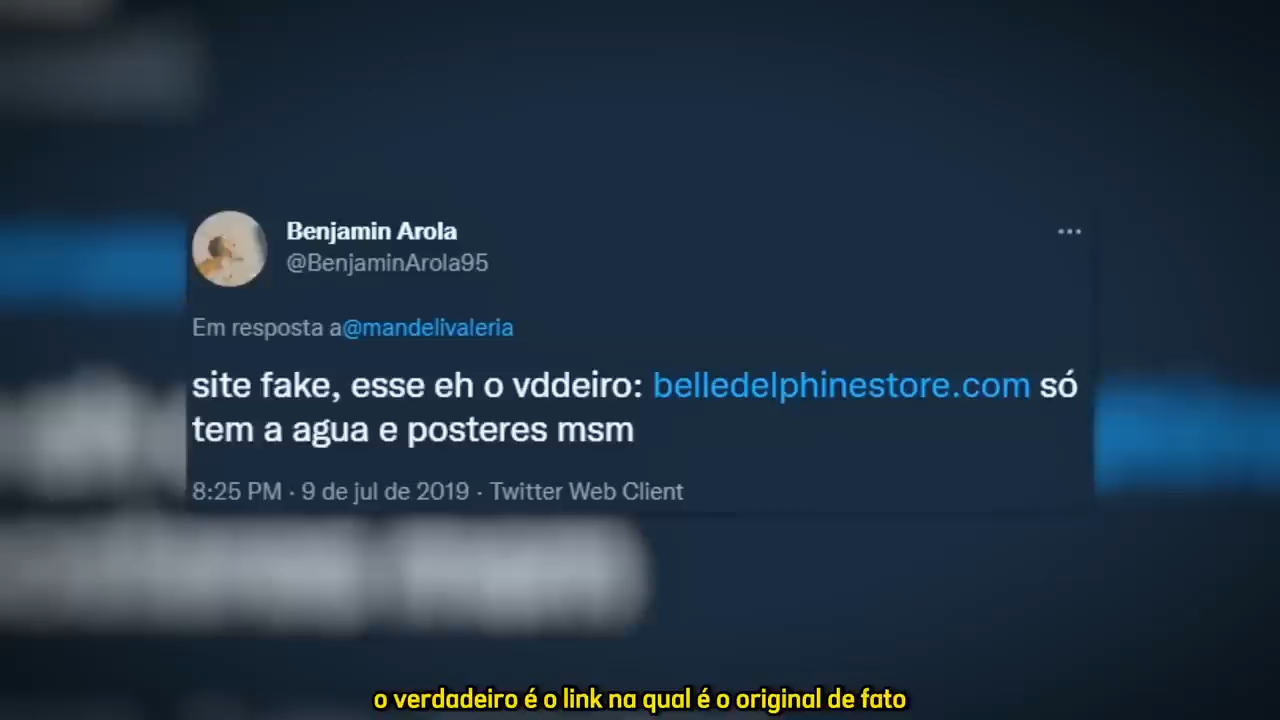 Benjamin Arola
@BenjaminArola95
Em resposta a@mandelivaleria
site fake, esse eh o vddeiro: belledelphinestore.com só
tem a agua e posteres msm
8:25 PM · 9 de jul de 2019 · Twitter Web Client
o verdadeiro é o link na qual é o original de fato